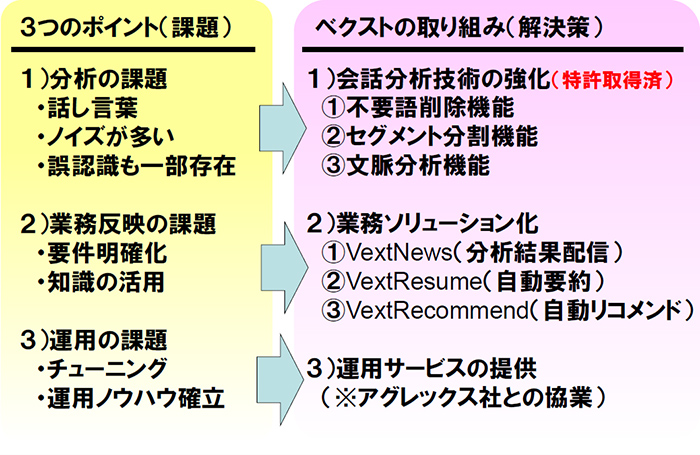 3つのポイント(課題)
1)分析の課題
・話し言葉
・ノイズが多い
・誤認識も一部存在
2)業務反映の課題
・要件明確化
・知識の活用
3)運用の課題
・チューニング
・運用ノウハウ確立
ベクストの取り組み(解決策)
1)会話分析技術の強化(特許取得済)
①不要語削除機能
②セグメント分割機能
③文脈分析機能
2)業務ソリューション化
①VextNews(分析結果配信)
②VextResume(自動要約)
③VextRecommend(自動リコメンド)
3)運用サービスの提供
(※アグレックス社との協業)